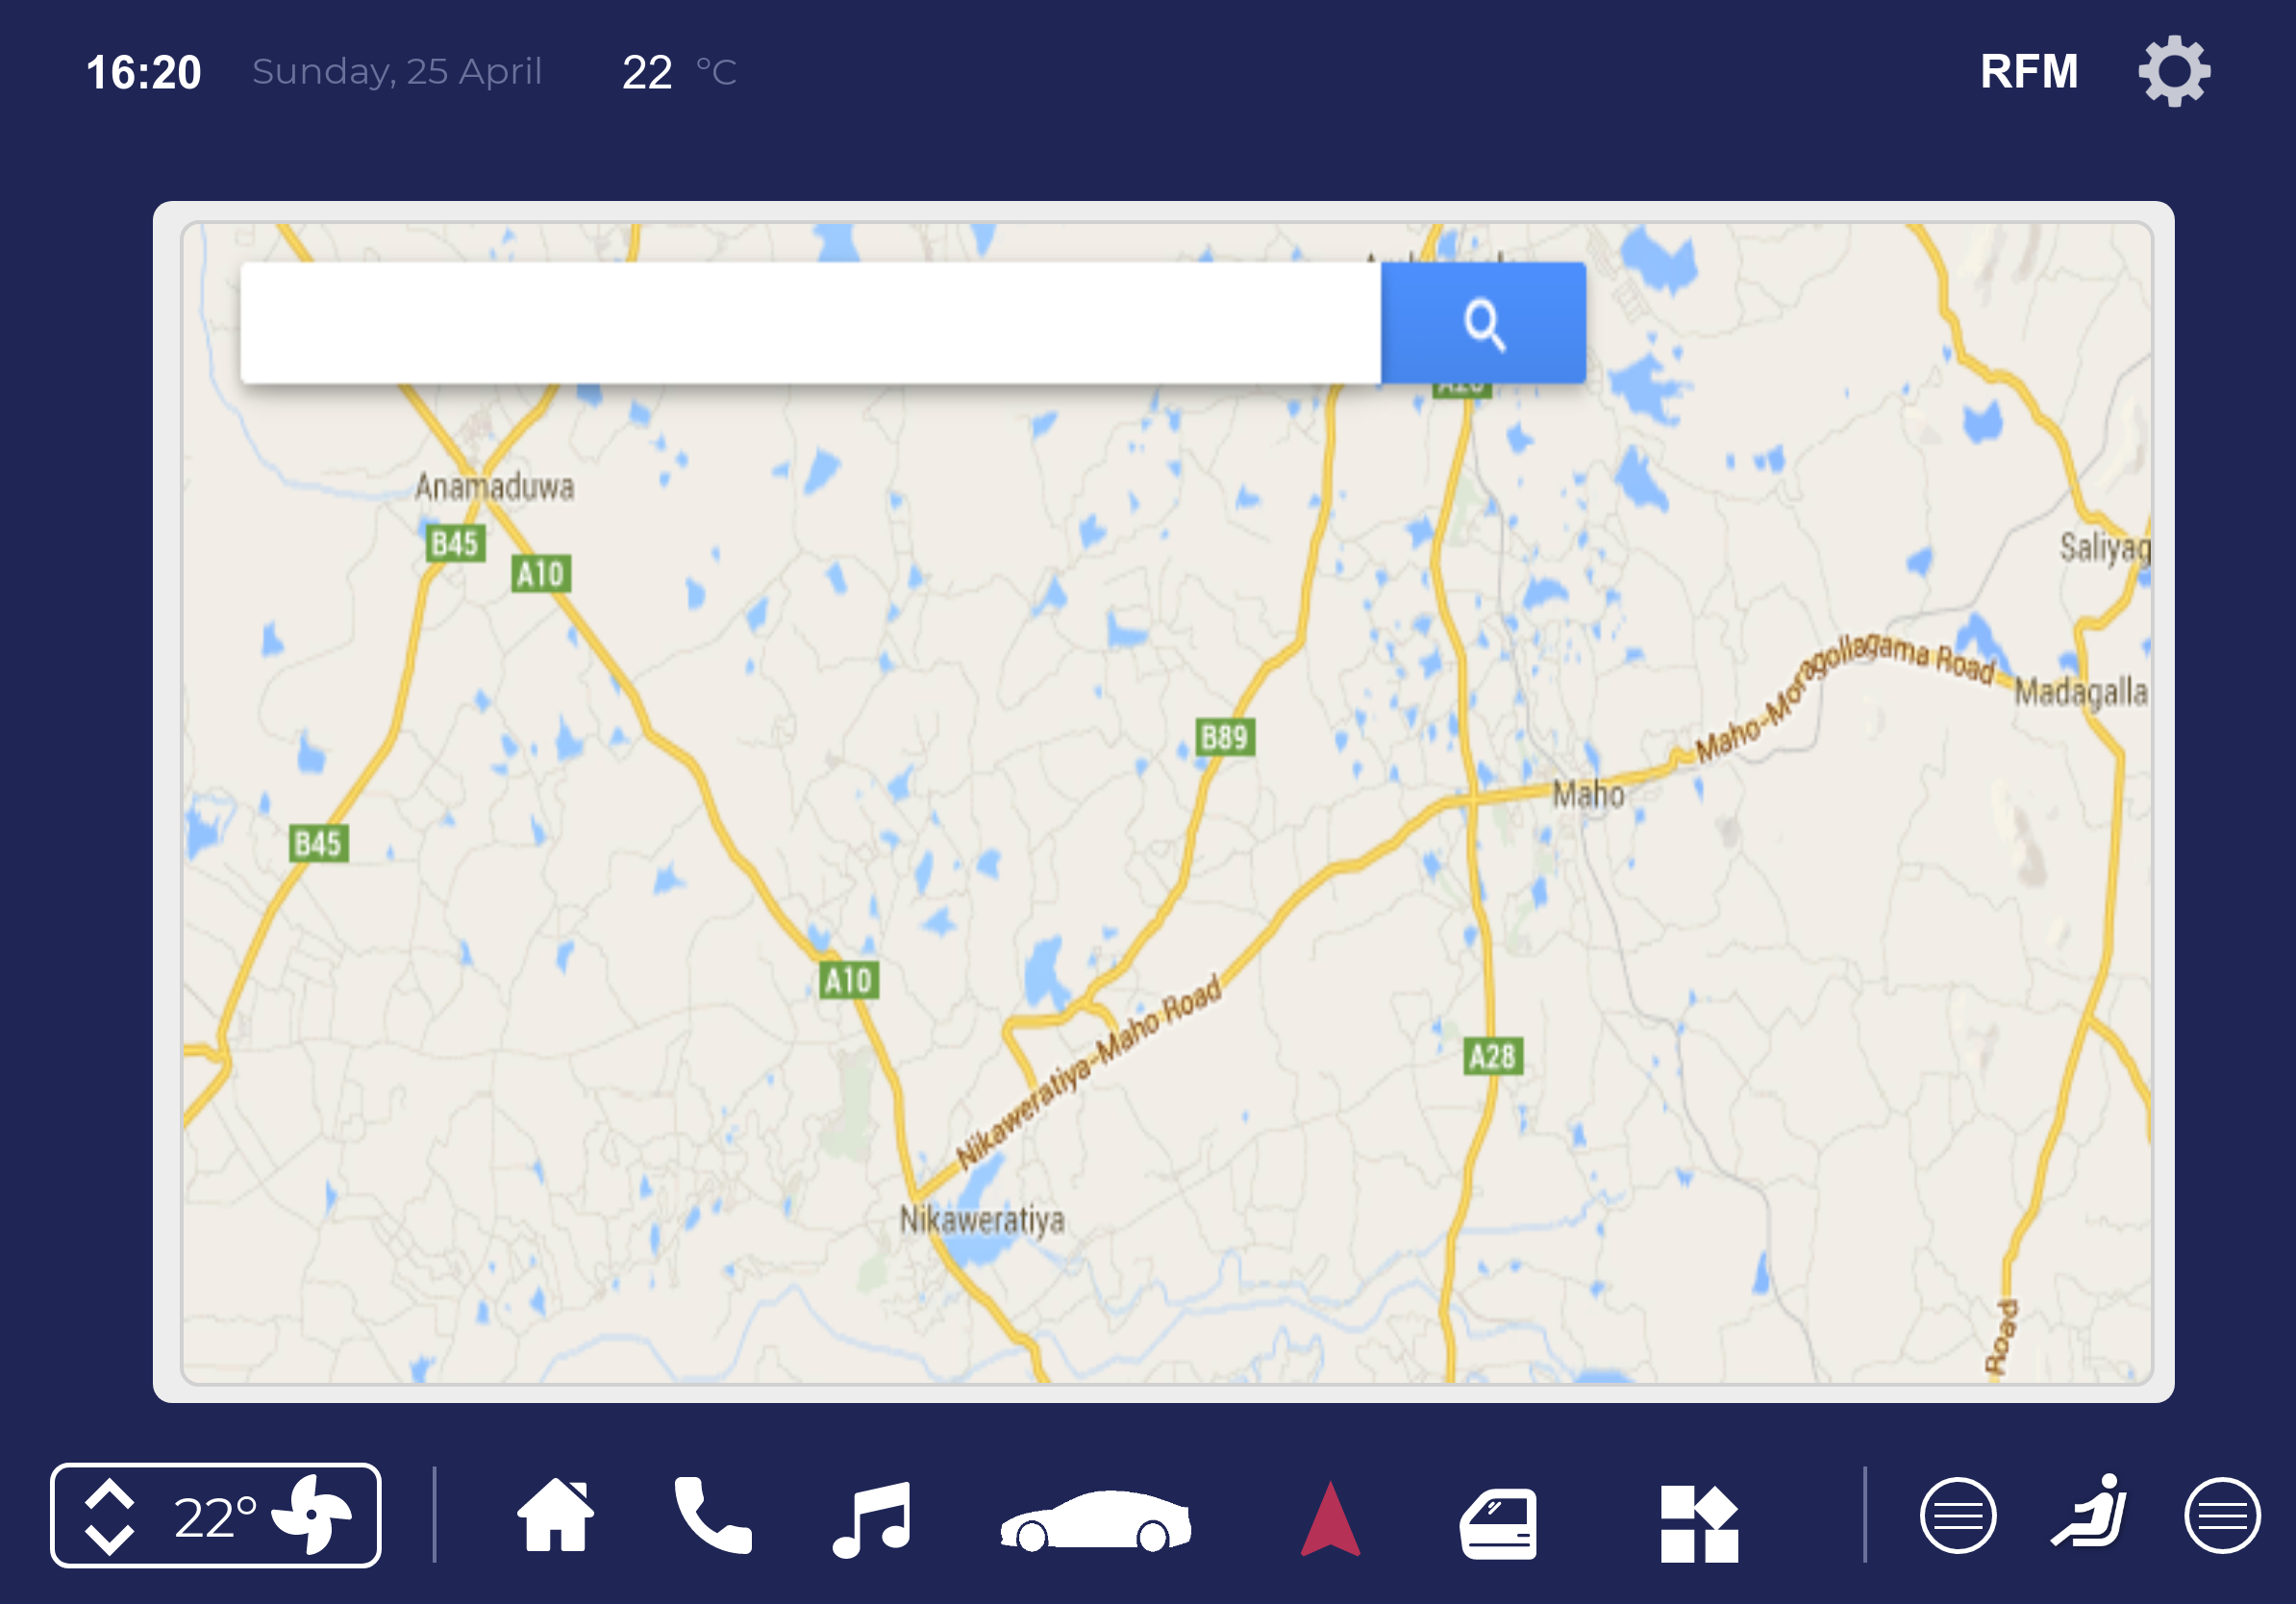 16:20 Sunday, 25 April 22 °C RFM
Anamaduwa
B45
A10
Saliyag
Maho-Moragollagama Road
Madagalla
B89
Maho
B45
A10
Nikaweratiya-Maho Road
A28
Nikaweratiya
Road
22°